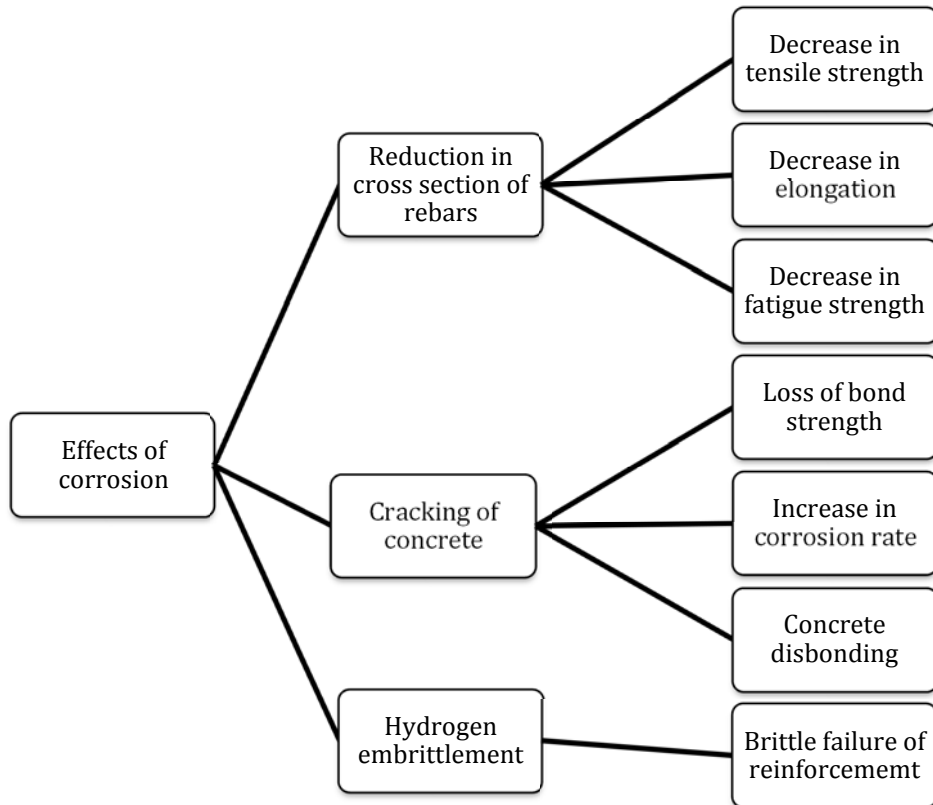 Effects of
corrosion
Reduction in
cross section of
rebars
Decrease in
tensile strength
Decrease in
elongation
Decrease in
fatigue strength
Cracking of
concrete
Loss of bond
strength
Increase in
corrosion rate
Concrete
disbonding
Hydrogen
embrittlement
Brittle failure of
reinforcememt